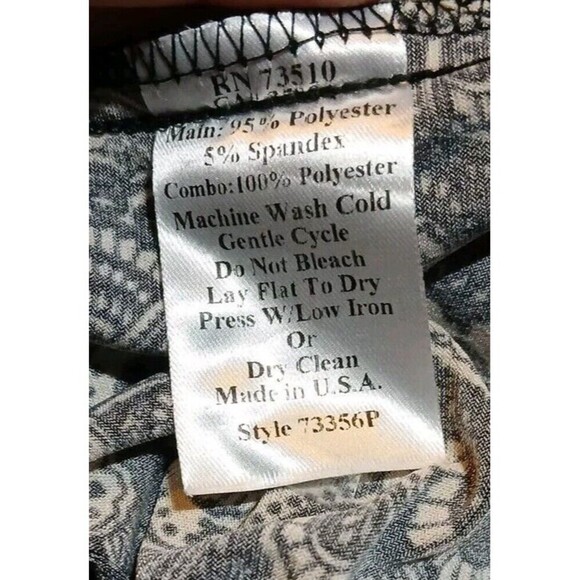 RN 73510
Main: 95% Polyester
5% Spandex
Combo:100% Polyester
Machine Wash Cold
Gentle Cycle
Do Not Bleach
Lay Flat To Dry
Press W/Low Iron
Or
Dry Clean
Made in U.S.A.
Style 73356P